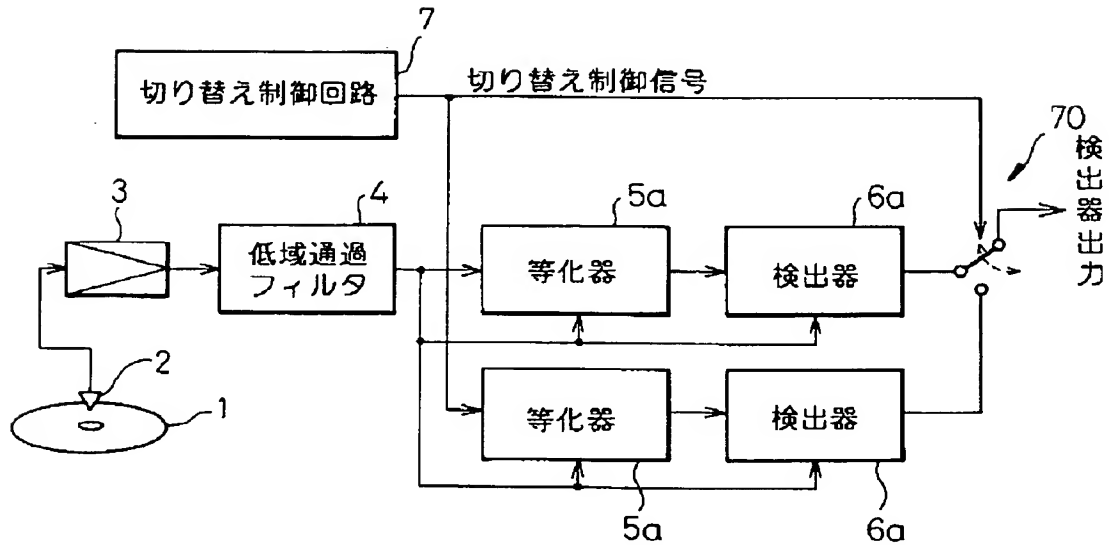 7
切り替え制御回路
切り替え制御信号
70
検出器出力
3
4
低域通過
フィルタ
5a
等化器
6a
検出器
2
1
等化器
検出器
5a
6a